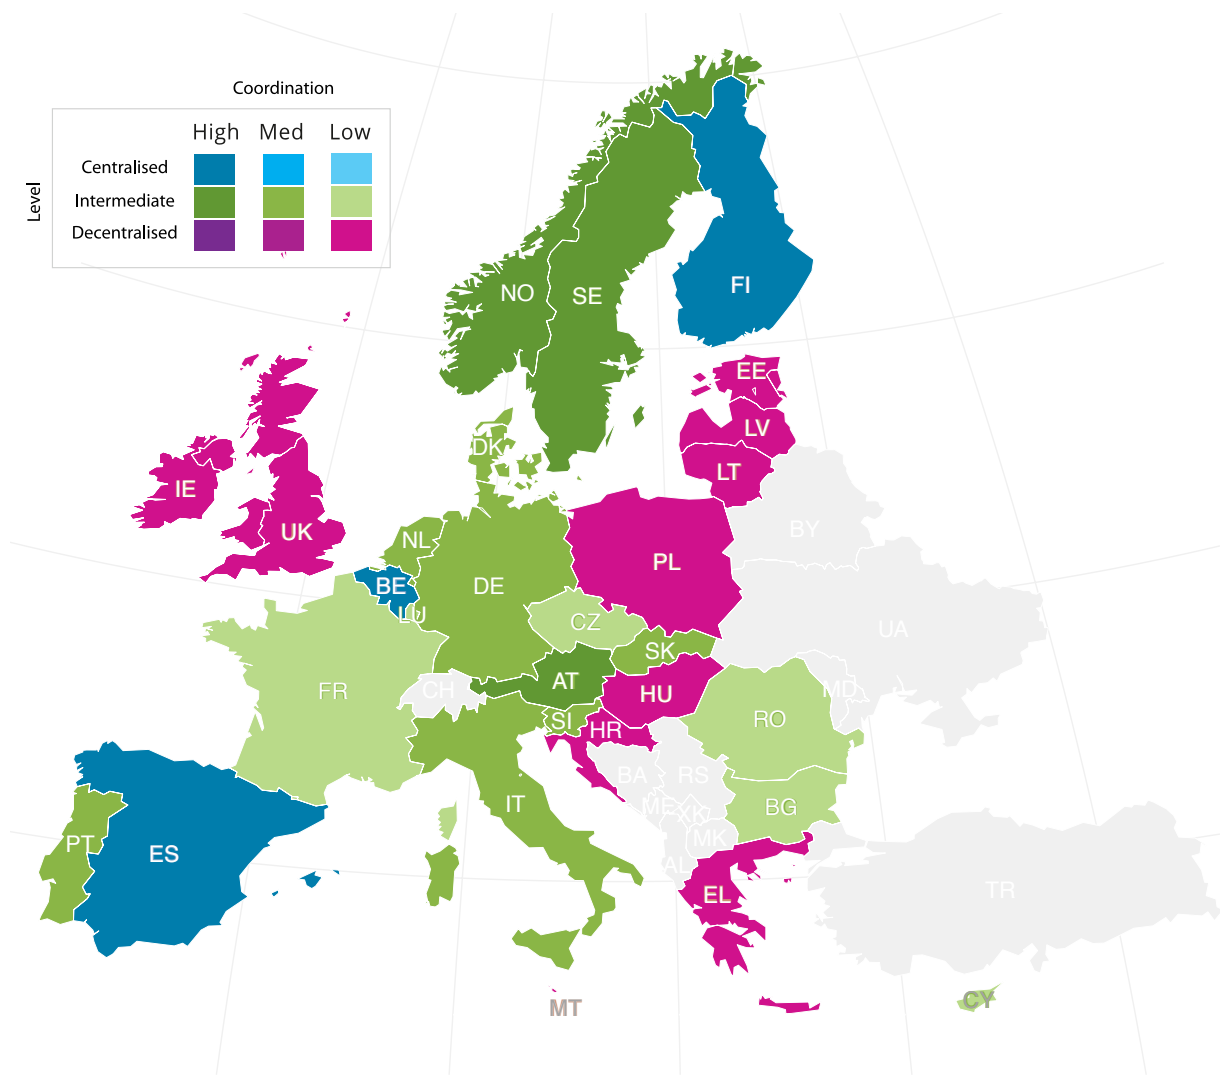 Coordination
High Med Low
Level
Centralised
Intermediate
Decentralised
NO
SE
FI
EE
LV
LT
DK
IE
UK
NL
BE
LU
DE
PL
BY
CZ
UA
SK
FR
CH
AT
HU
MD
SI
HR
RO
BA
RS
IT
ME
XK
BG
MK
PT
ES
AL
EL
TR
MT
CY